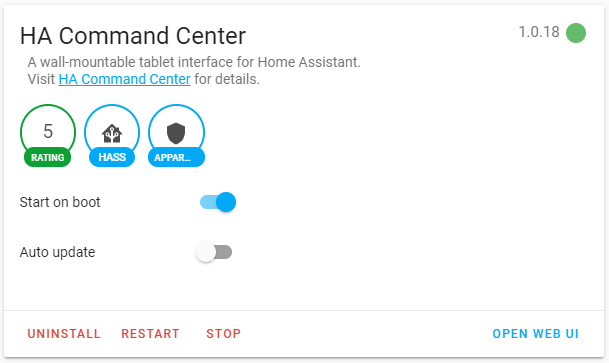 HA Command Center
1.0.18
A wall-mountable tablet interface for Home Assistant.
Visit HA Command Center for details.
5
RATING
HASS
APPAR...
Start on boot
Auto update
UNINSTALL RESTART STOP
OPEN WEB UI